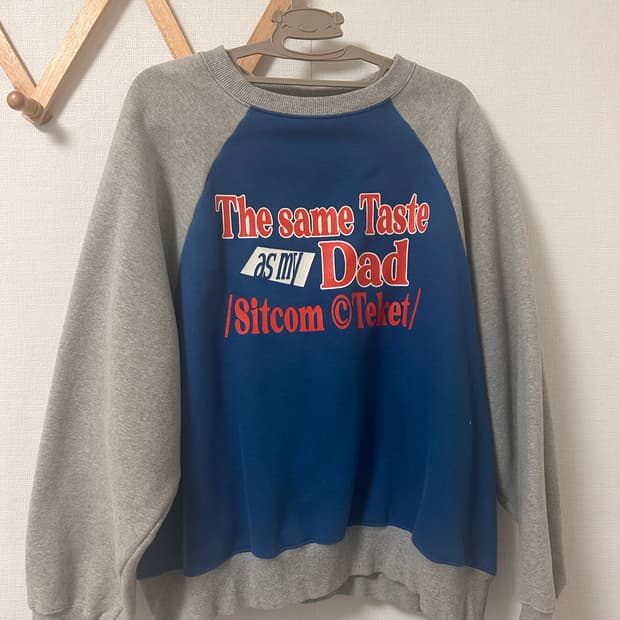 The same Taste
as my Dad
/Sitcom ©Teket/